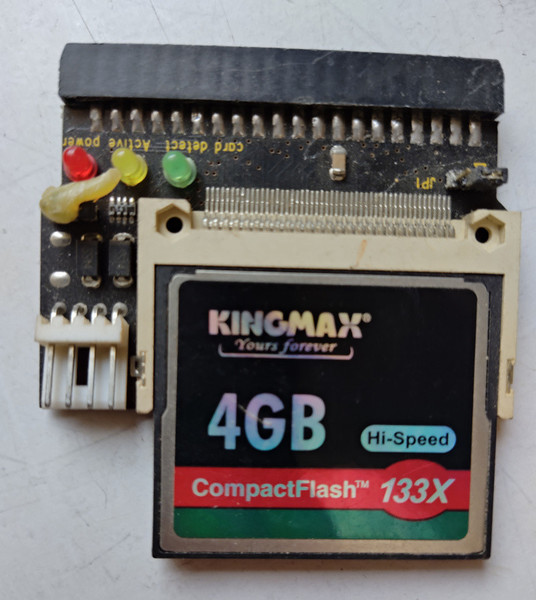 power
Active
card detect
JP1
KINGMAX®
Yours forever
4GB
Hi-Speed
CompactFlash™ 133X